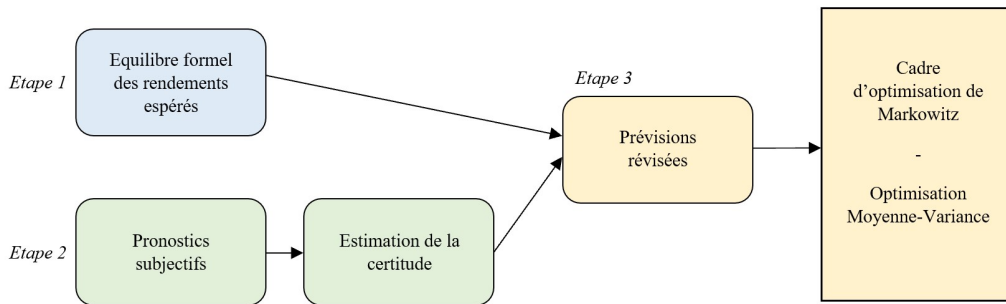 Etape 1
Equilibre formel
des rendements
espérés
Etape 2
Pronostics
subjectifs
Estimation de la
certitude
Etape 3
Prévisions
révisées
Cadre
d’optimisation de
Markowitz
-
Optimisation
Moyenne-Variance